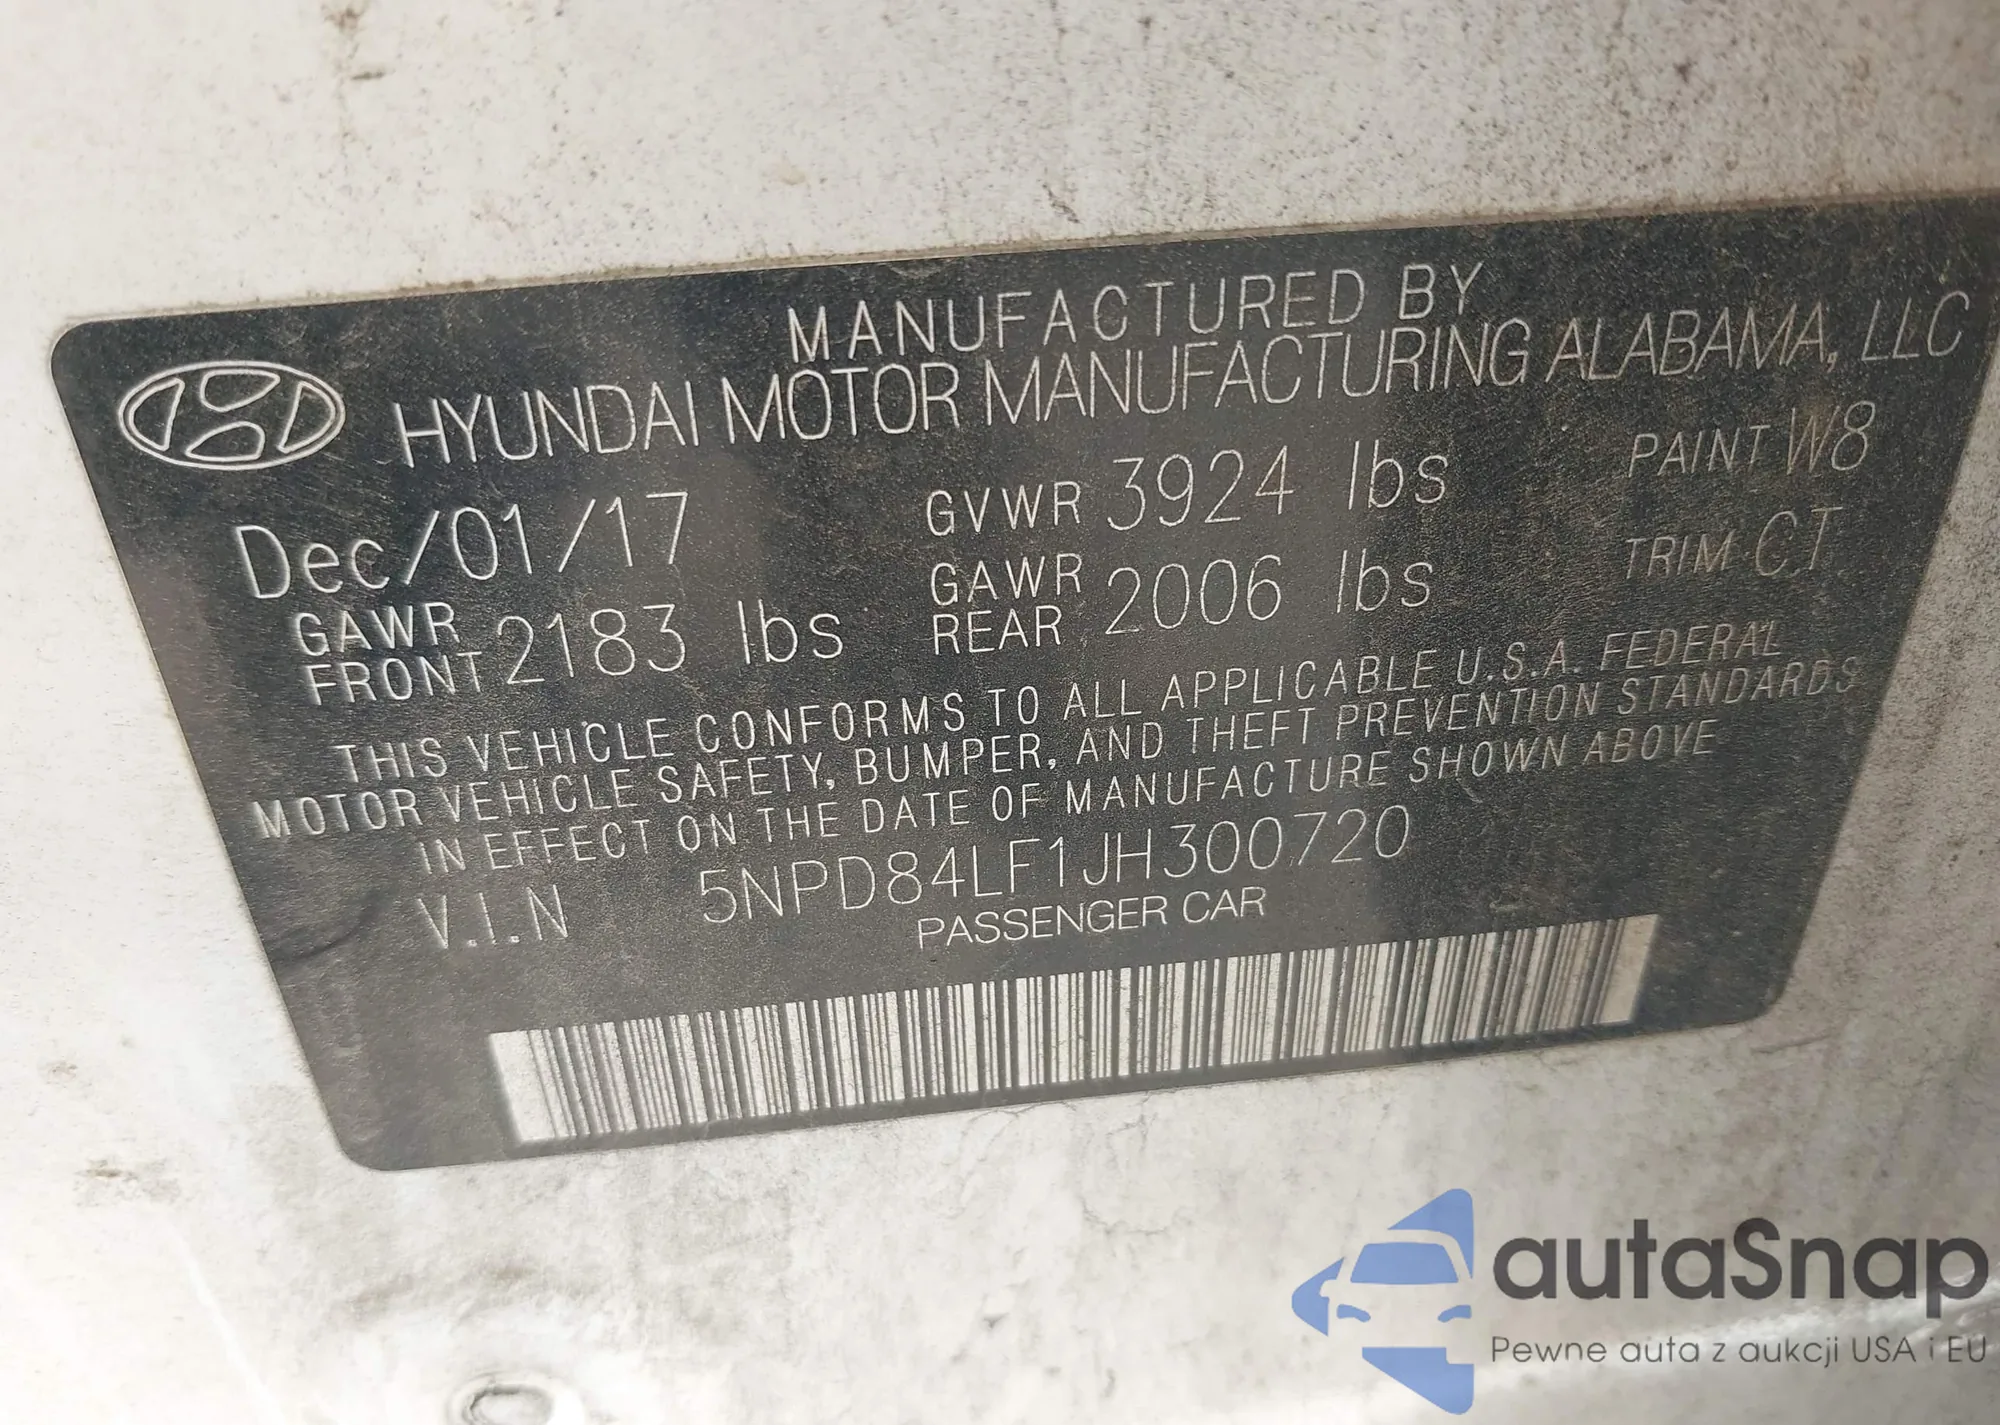 MANUFACTURED BY
HYUNDAI MOTOR MANUFACTURING ALABAMA, LLC
Dec/01/17 GVWR 3924 lbs PAINT W8
GAWR FRONT 2183 lbs GAWR REAR 2006 lbs TRIM CT
THIS VEHICLE CONFORMS TO ALL APPLICABLE U.S.A. FEDERAL
MOTOR VEHICLE SAFETY, BUMPER, AND THEFT PREVENTION STANDARDS
IN EFFECT ON THE DATE OF MANUFACTURE SHOWN ABOVE
V.I.N 5NPD84LF1JH300720
PASSENGER CAR
autaSnap
Pewne auta z aukcji USA i EU